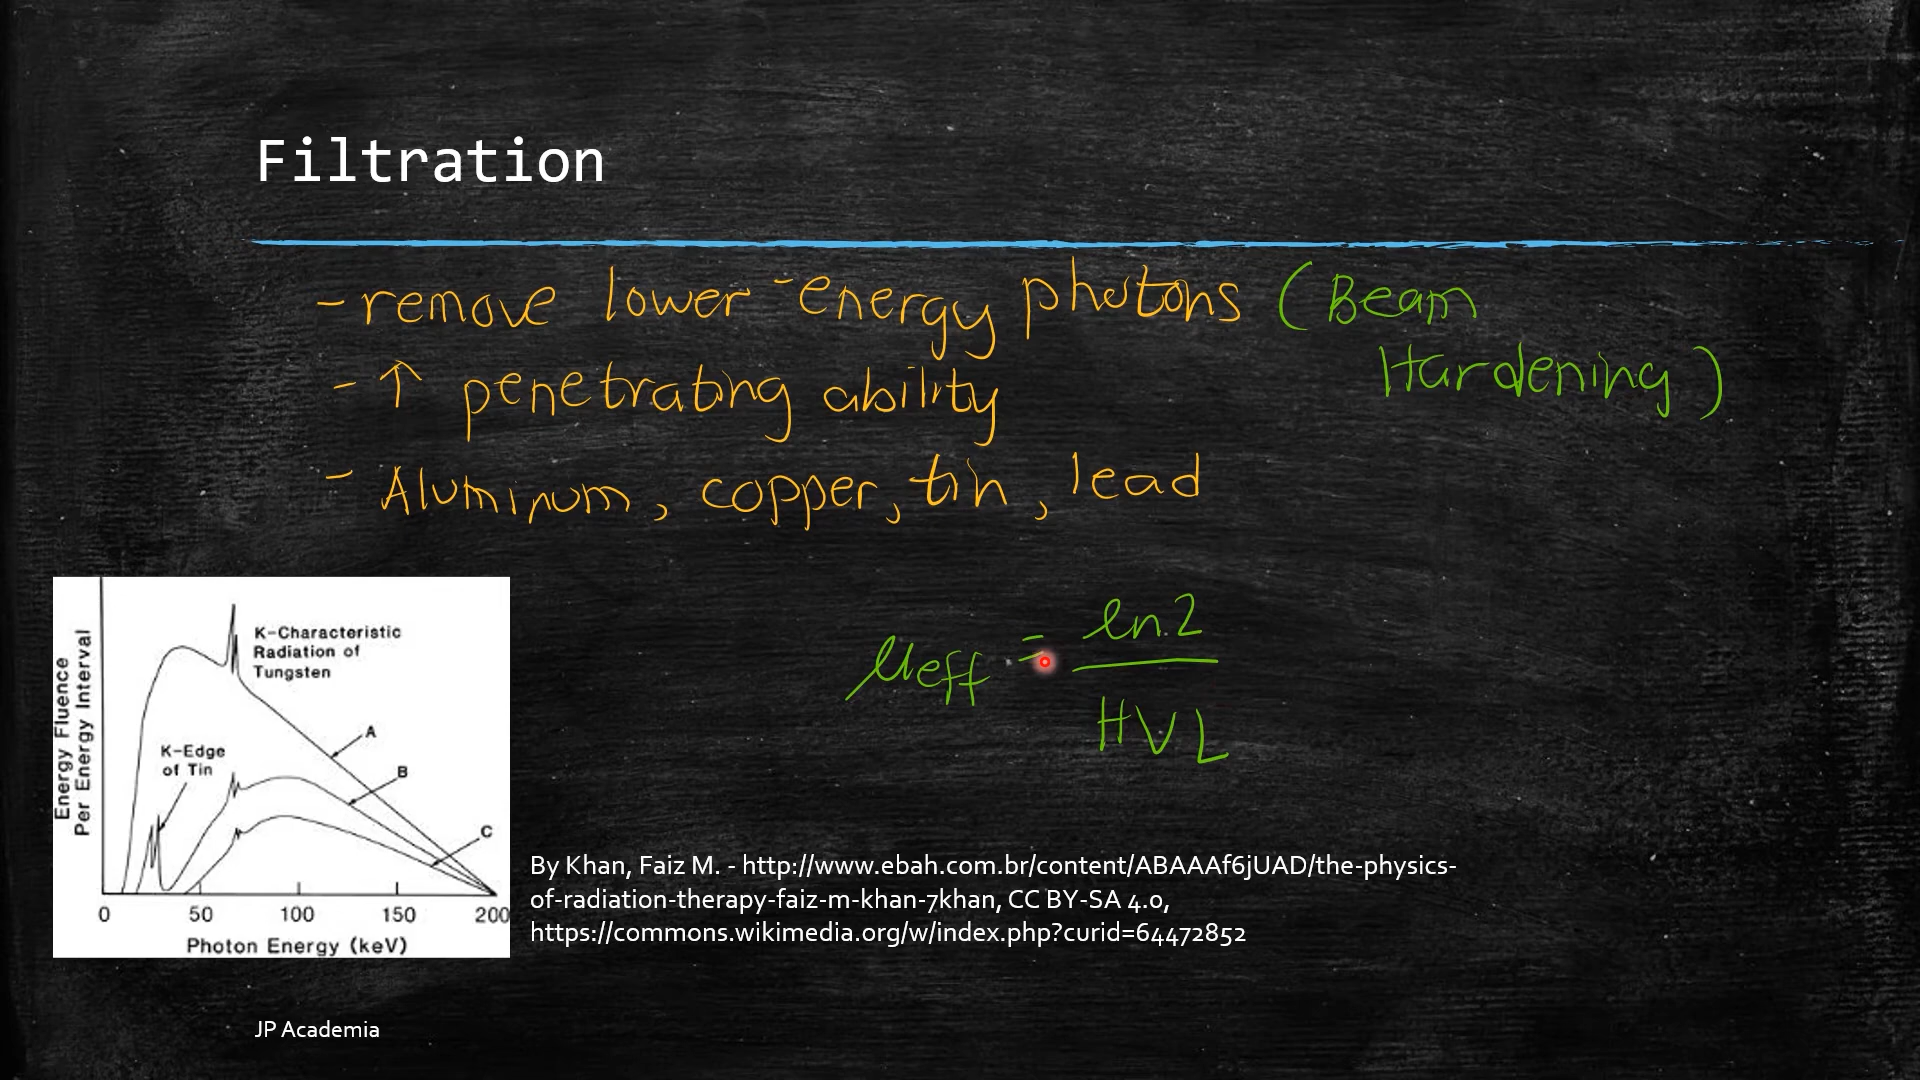 Filtration
- remove lower-energy photons (Beam
Hardening)
- ↑ penetrating ability
- Aluminum, copper, tin, lead
μeff = ln 2
HVL
Energy Fluence
Per Energy Interval
K-Characteristic
Radiation of
Tungsten
A
K-Edge
of Tin
B
C
0 50 100 150 200
Photon Energy (keV)
By Khan, Faiz M. - http://www.ebah.com.br/content/ABAAAf6jUAD/the-physics-
of-radiation-therapy-faiz-m-khan-7khan, CC BY-SA 4.0,
https://commons.wikimedia.org/w/index.php?curid=64472852
JP Academia